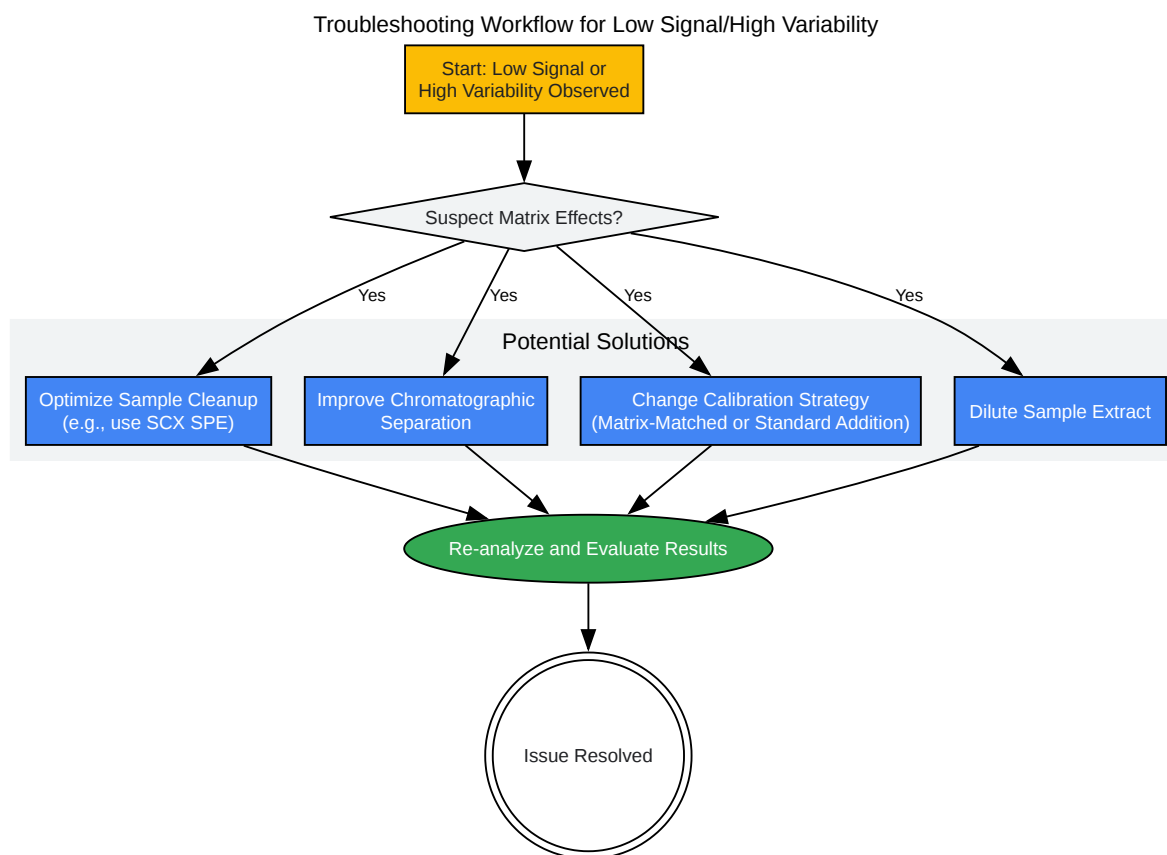 Troubleshooting Workflow for Low Signal/High Variability
Start: Low Signal or
High Variability Observed
Suspect Matrix Effects?
Yes
Yes
Yes
Yes
Potential Solutions
Optimize Sample Cleanup
(e.g., use SCX SPE)
Improve Chromatographic
Separation
Change Calibration Strategy
(Matrix-Matched or Standard Addition)
Dilute Sample Extract
Re-analyze and Evaluate Results
Issue Resolved